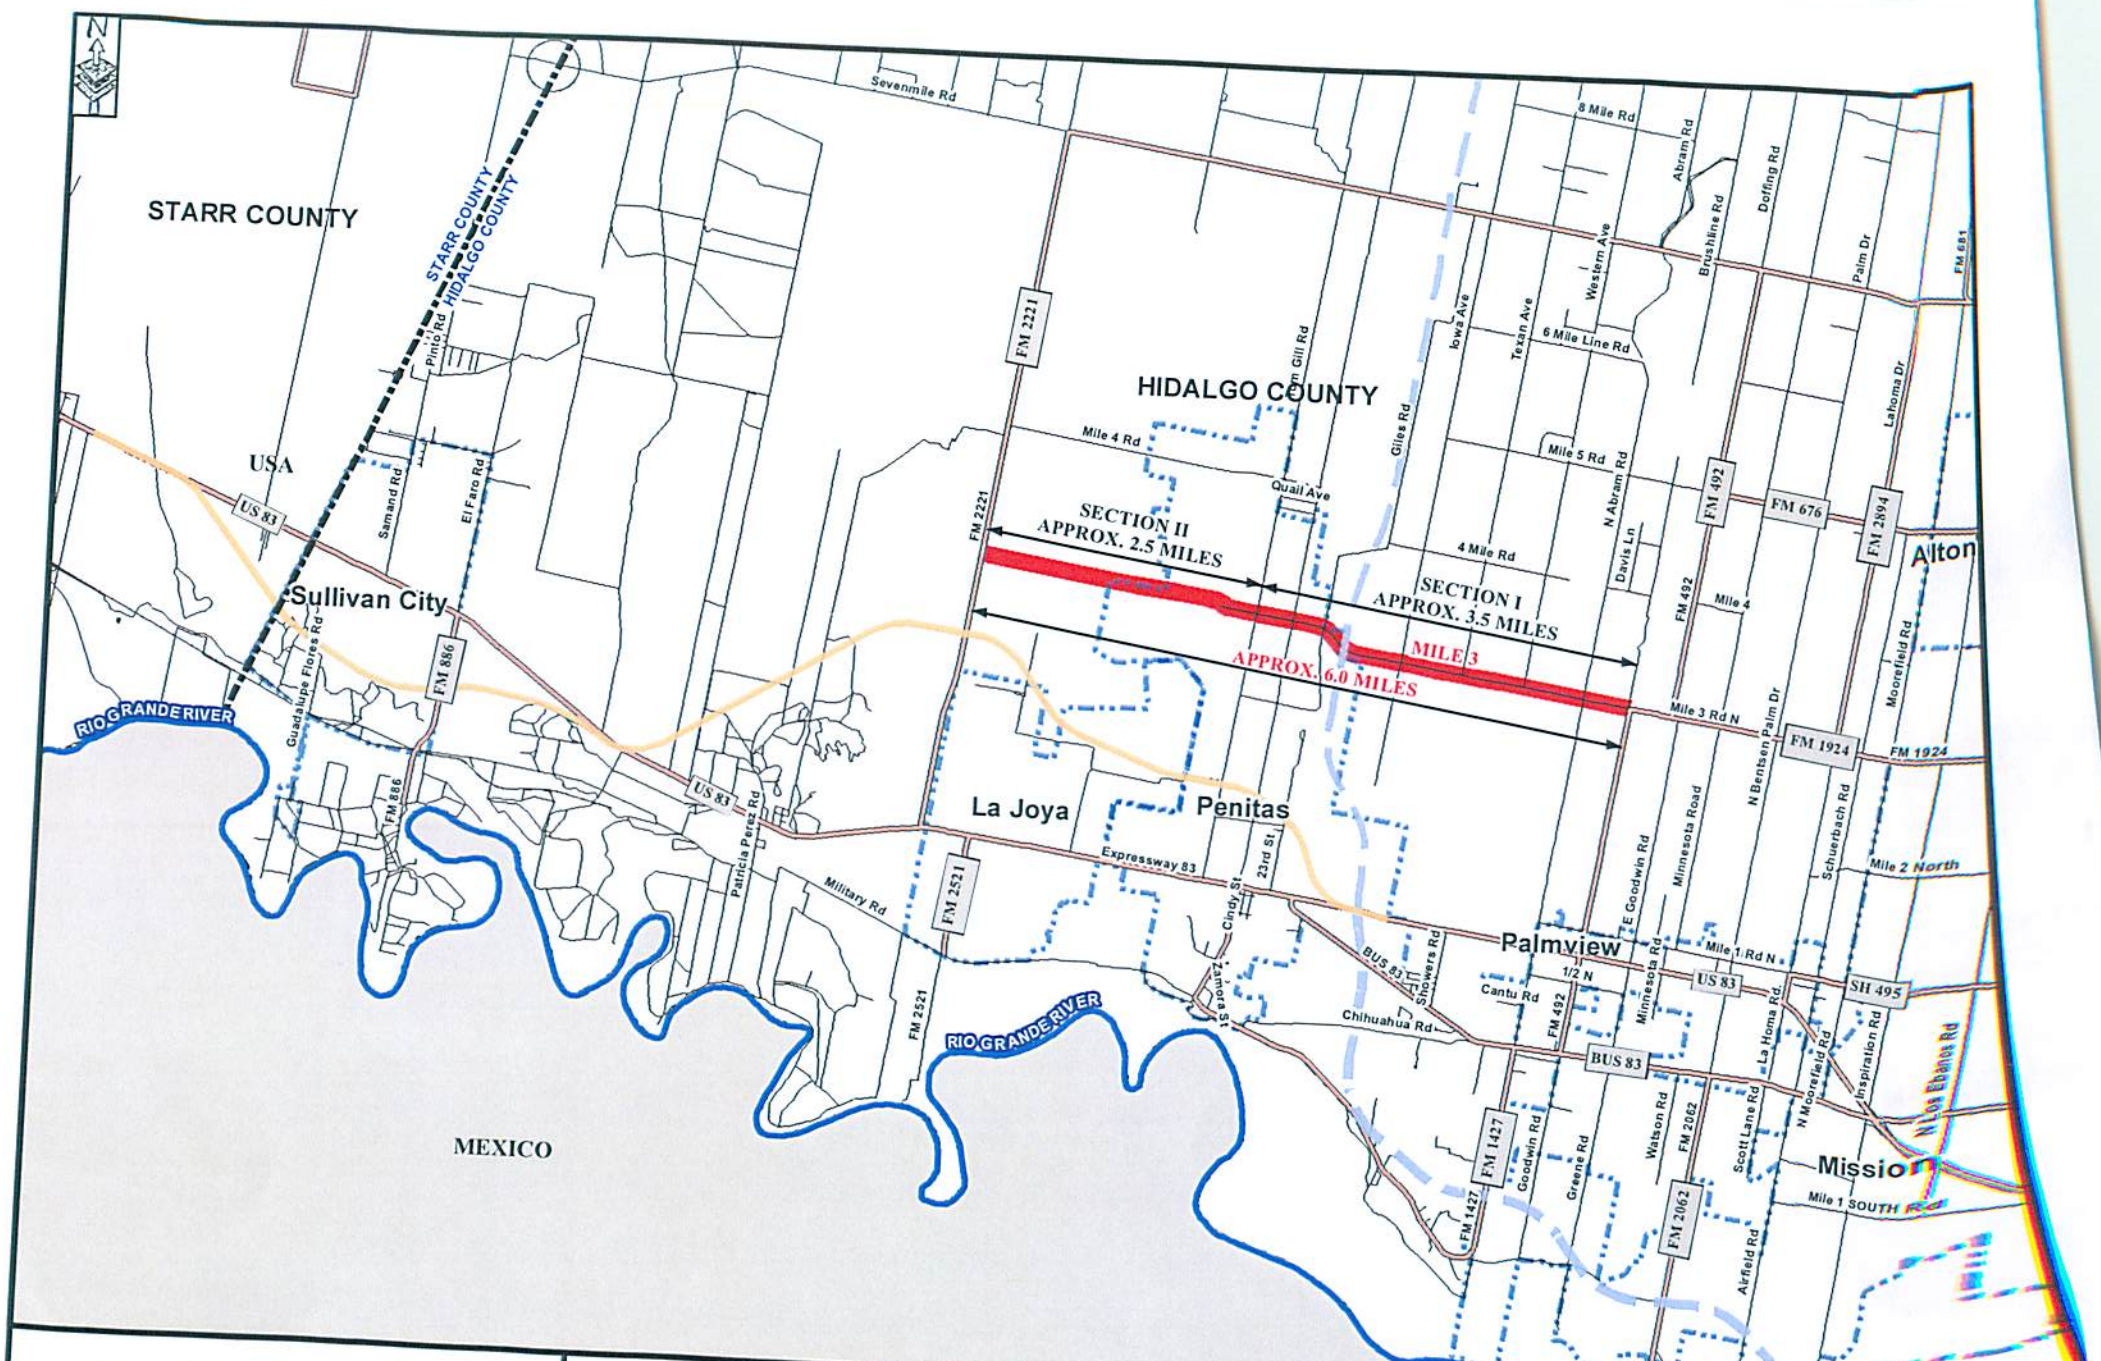 N
Sevenmile Rd
8 Mile Rd
Abram Rd
Doffing Rd
STARR COUNTY
STARR COUNTY
HIDALGO COUNTY
Brushline Rd
Western Ave
Palm Dr
FM 681
Pinto Rd
FM 2221
Iowa Ave
Texan Ave
6 Mile Line Rd
m Gill Rd
HIDALGO COUNTY
Lahoma Dr
Giles Rd
Mile 4 Rd
Mile 5 Rd
N Abram Rd
USA
US 83
Samand Rd
El Faro Rd
Quail Ave
FM 2221
FM 492
FM 676
FM 2894
Alton
SECTION II
APPROX. 2.5 MILES
4 Mile Rd
Davis Ln
SECTION I
APPROX. 3.5 MILES
FM 492
Mile 4
Sullivan City
Guadalupe Flores Rd
FM 886
MILE 3
APPROX. 6.0 MILES
Moorefield Rd
Mile 3 Rd N
N Bentsen Palm Dr
FM 1924
FM 1924
RIO GRANDE RIVER
FM 886
US 83
Patricia Perez Rd
La Joya
Penitas
23rd St
Expressway 83
Minnesota Road
E Goodwin Rd
Schuerbach Rd
Mile 2 North
Military Rd
FM 2521
Cindy St
Palmview
Mile 1 Rd N
BUS 83
Showers Rd
1/2 N
Cantu Rd
Minnesota Rd
US 83
SH 495
Zamora St
FM 2521
RIO GRANDE RIVER
Chihuahua Rd
FM 492
BUS 83
La Homa Rd
N Moorefield Rd
Inspiration Rd
N Los Ebanos Rd
MEXICO
FM 1427
Goodwin Rd
Greene Rd
Watson Rd
FM 2062
Scott Lane Rd
Mission
Mile 1 SOUTH Rd
FM 1427
FM 2062
Airfield Rd